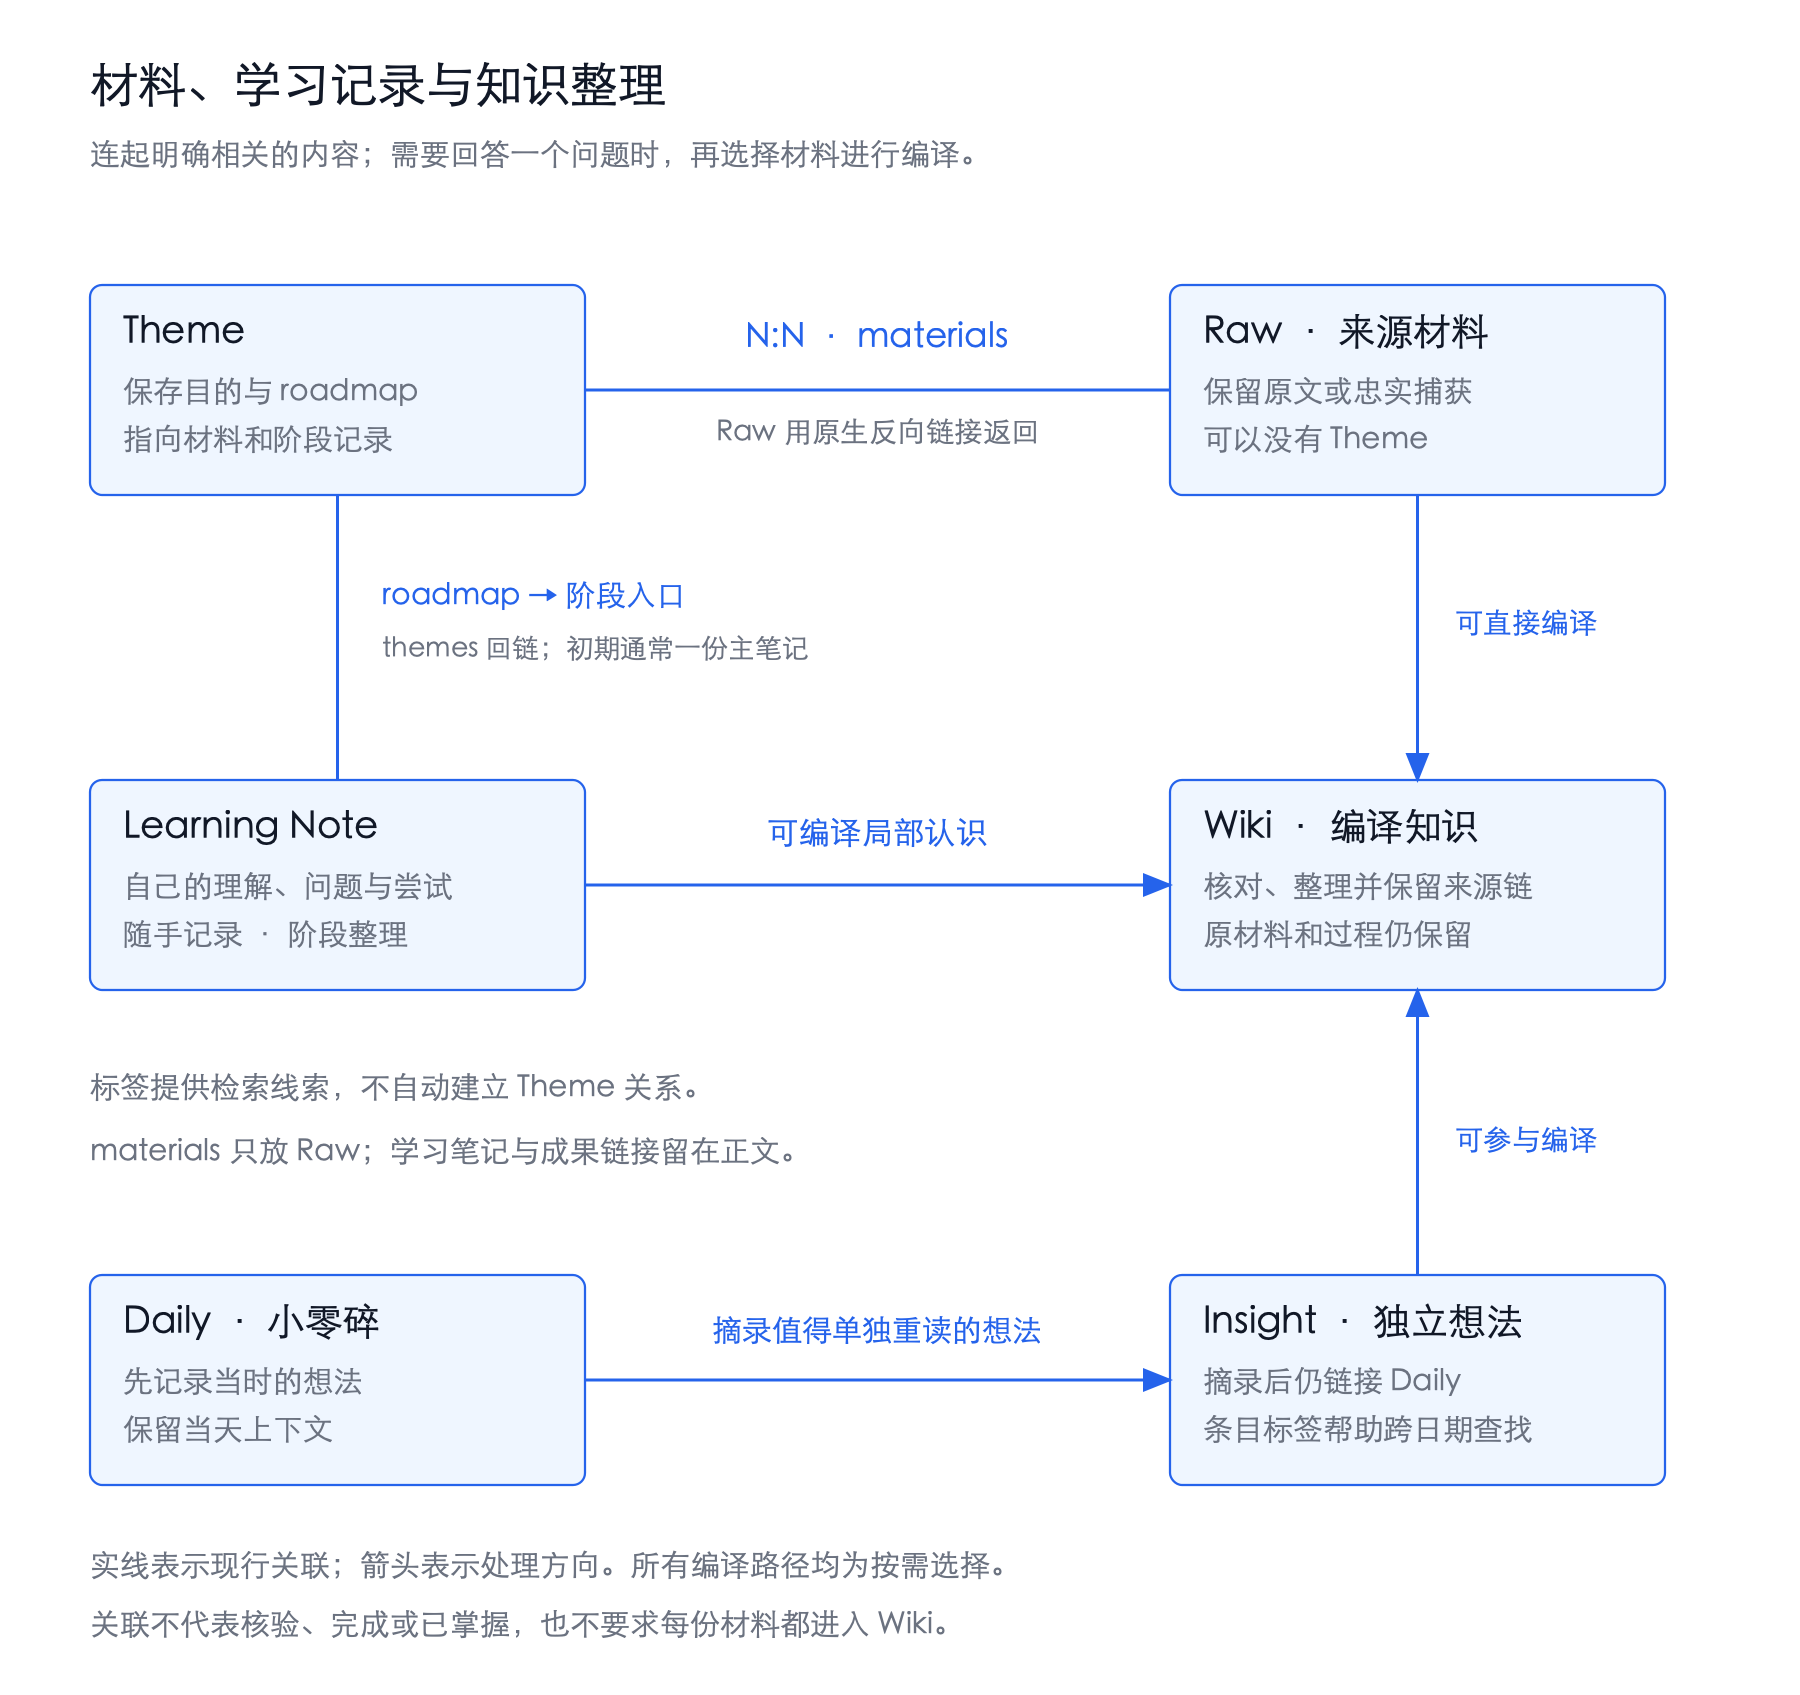 材料、学习记录与知识整理
连起明确相关的内容；需要回答一个问题时，再选择材料进行编译。
Theme
保存目的与 roadmap
指向材料和阶段记录
N:N · materials
Raw 用原生反向链接返回
Raw · 来源材料
保留原文或忠实捕获
可以没有 Theme
roadmap → 阶段入口
themes 回链；初期通常一份主笔记
可直接编译
Learning Note
自己的理解、问题与尝试
随手记录 · 阶段整理
可编译局部认识
Wiki · 编译知识
核对、整理并保留来源链
原材料和过程仍保留
标签提供检索线索，不自动建立 Theme 关系。
materials 只放 Raw；学习笔记与成果链接留在正文。
可参与编译
Daily · 小零碎
先记录当时的想法
保留当天上下文
摘录值得单独重读的想法
Insight · 独立想法
摘录后仍链接 Daily
条目标签帮助跨日期查找
实线表示现行关联；箭头表示处理方向。所有编译路径均为按需选择。
关联不代表核验、完成或已掌握，也不要求每份材料都进入 Wiki。